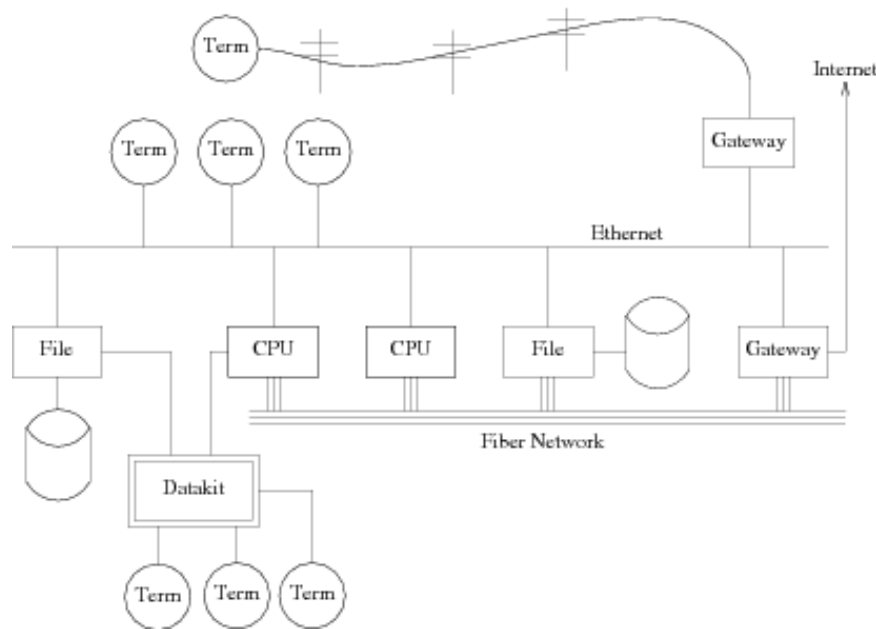 Term
Internet
Term Term Term
Gateway
Ethernet
File CPU CPU File Gateway
Fiber Network
Datakit
Term Term Term